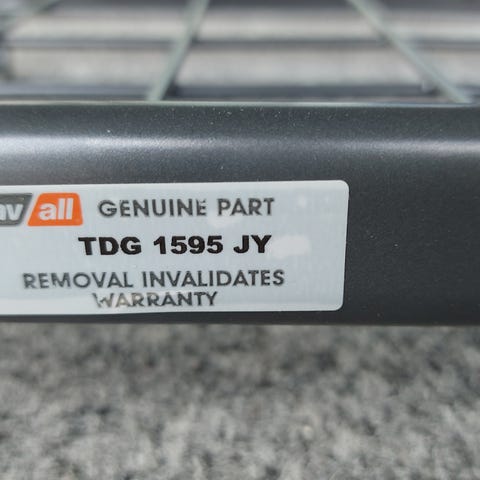 all GENUINE PART
TDG 1595 JY
REMOVAL INVALIDATES
WARRANTY